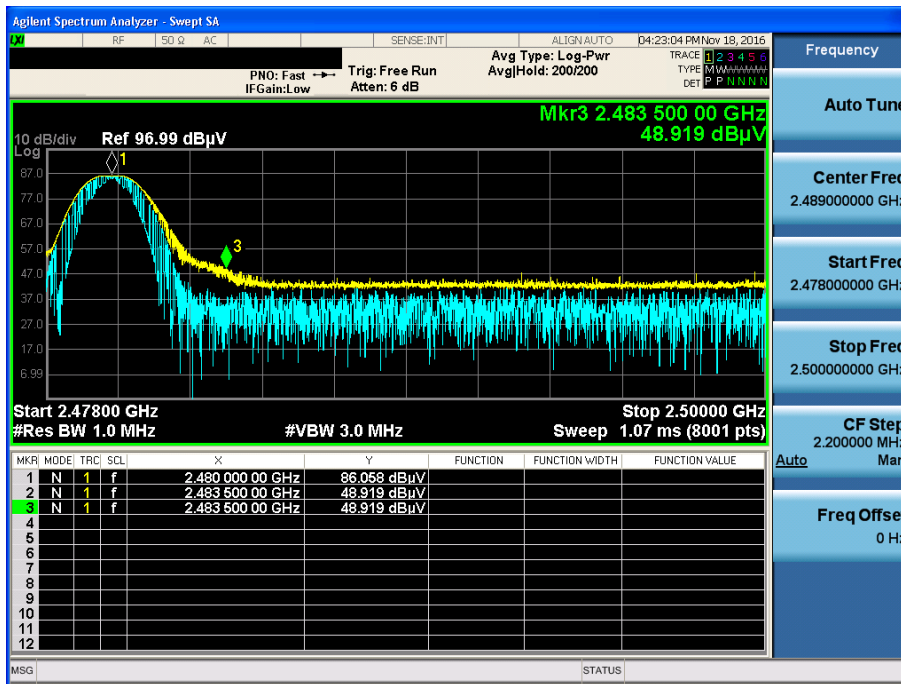 Agilent Spectrum Analyzer - Swept SA
LXI RF 50 Ω AC SENSE:INT ALIGN AUTO 04:23:04 PM Nov 18, 2016
PNO: Fast Trig: Free Run Avg Type: Log-Pwr TRACE 1 2 3 4 5 6
IFGain:Low Atten: 6 dB Avg|Hold: 200/200 TYPE M W W W W W
DET P P N N N N
Mkr3 2.483 500 00 GHz
48.919 dBµV
10 dB/div Ref 96.99 dBµV
Log
87.0
77.0
67.0
57.0
47.0
37.0
27.0
17.0
6.99
1
3
Start 2.47800 GHz Stop 2.50000 GHz
#Res BW 1.0 MHz #VBW 3.0 MHz Sweep 1.07 ms (8001 pts)
MKR MODE TRC SCL X Y FUNCTION FUNCTION WIDTH FUNCTION VALUE
1 N 1 f 2.480 000 00 GHz 86.058 dBµV
2 N 1 f 2.483 500 00 GHz 48.919 dBµV
3 N 1 f 2.483 500 00 GHz 48.919 dBµV
4
5
6
7
8
9
10
11
12
MSG STATUS
Frequency
Auto Tune
Center Freq
2.489000000 GHz
Start Freq
2.478000000 GHz
Stop Freq
2.500000000 GHz
CF Step
2.200000 MHz
Auto Man
Freq Offset
0 Hz